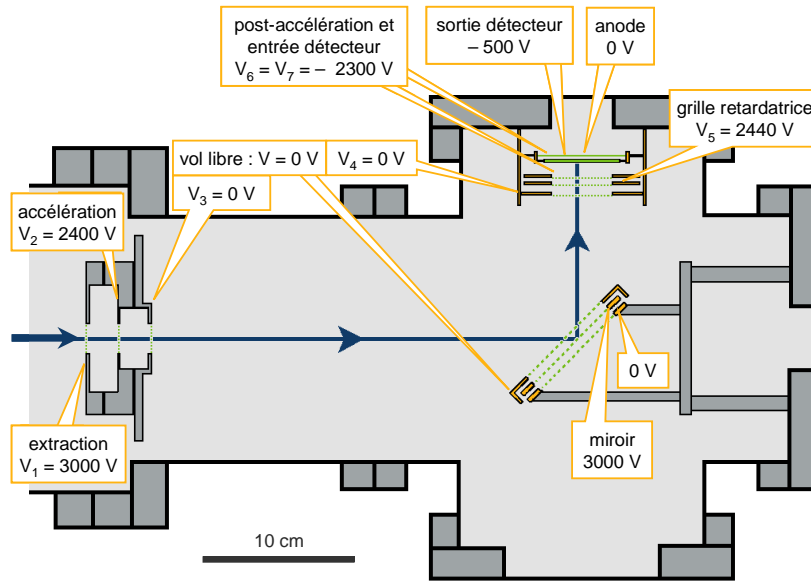 post-accélération et
entrée détecteur
V₆ = V₇ = – 2300 V
sortie détecteur
– 500 V
anode
0 V
grille retardatrice
V₅ = 2440 V
vol libre : V = 0 V
V₄ = 0 V
V₃ = 0 V
accélération
V₂ = 2400 V
0 V
extraction
V₁ = 3000 V
miroir
3000 V
10 cm